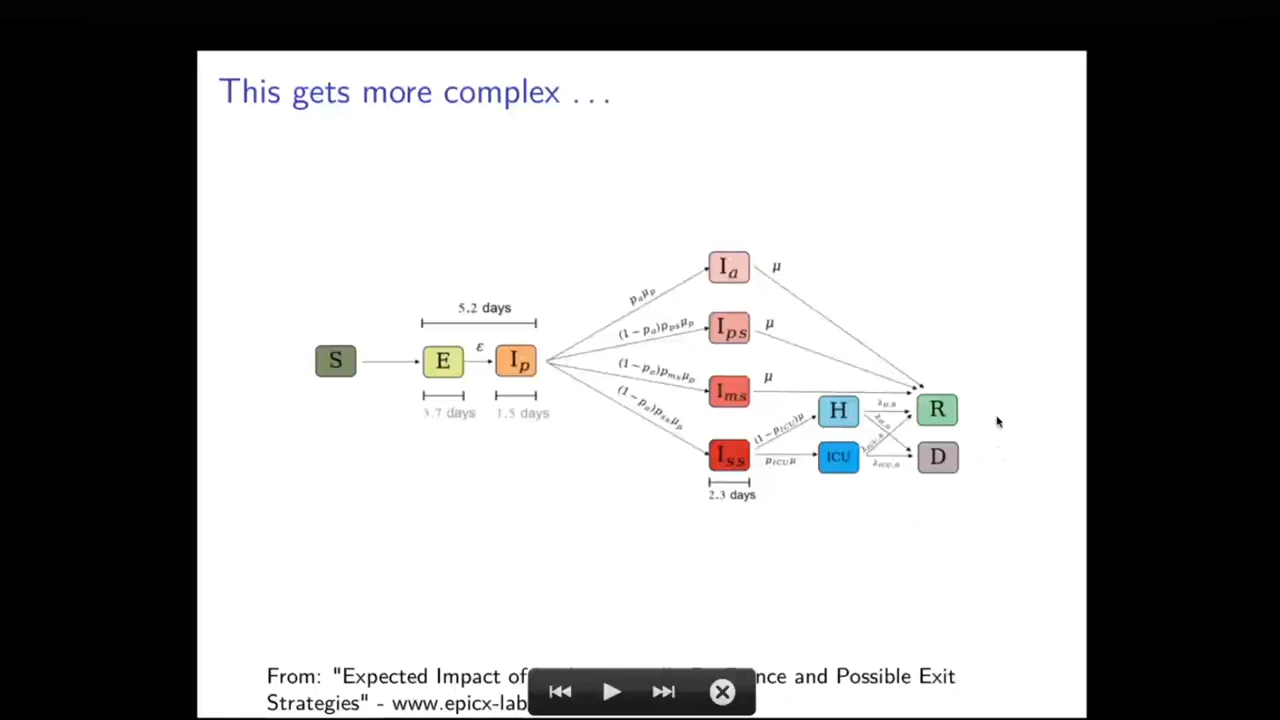 This gets more complex ...
5.2 days
S
E
ε
I_p
3.7 days
1.5 days
p_a μ_p
(1 − p_a)p_ps μ_p
(1 − p_a)p_ms μ_p
(1 − p_a)p_ss μ_p
I_a
μ
I_ps
μ
I_ms
μ
I_ss
2.3 days
(1 − p_ICU)μ
p_ICU μ
H
ICU
λ_H,R
λ_ICU,R
R
D
From: "Expected Impact of nce and Possible Exit
Strategies" - www.epicx-lab